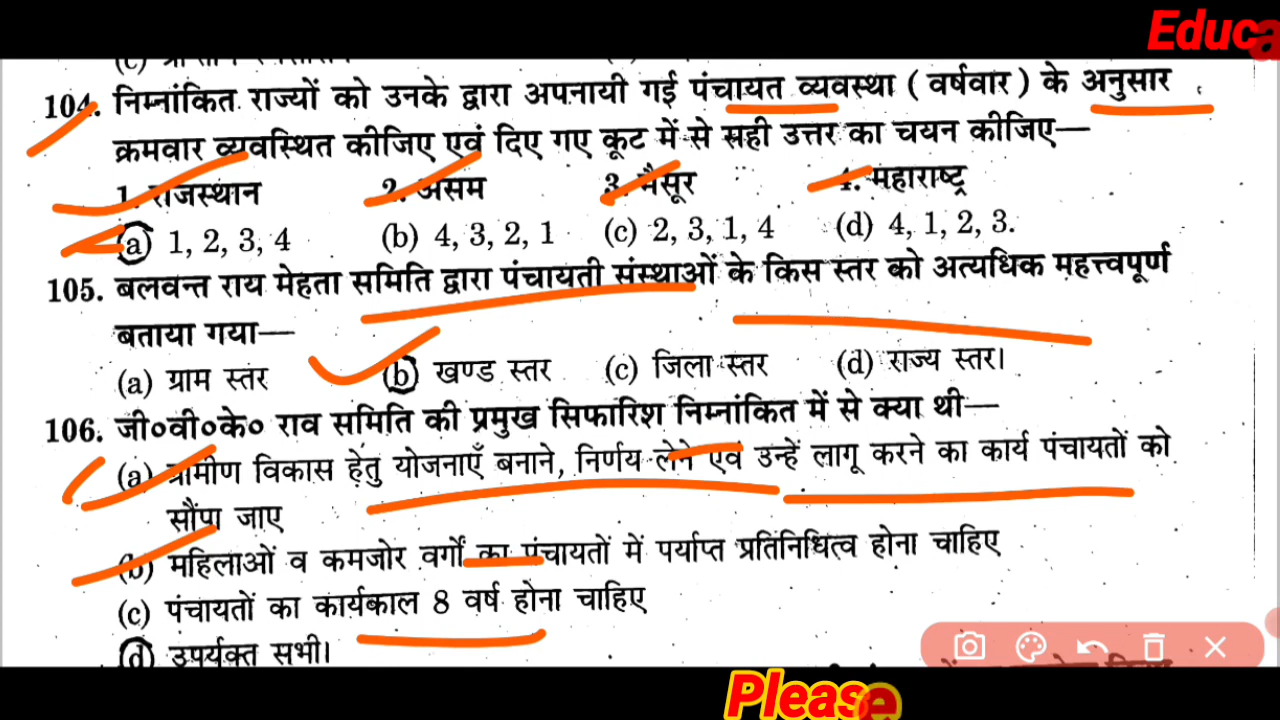 Educa
104. निम्नांकित राज्यों को उनके द्वारा अपनायी गई पंचायत व्यवस्था ( वर्षवार ) के अनुसार
क्रमवार व्यवस्थित कीजिए एवं दिए गए कूट में से सही उत्तर का चयन कीजिए—
1. राजस्थान 2. असम 3. मैसूर 4. महाराष्ट्र
(a) 1, 2, 3, 4 (b) 4, 3, 2, 1 (c) 2, 3, 1, 4 (d) 4, 1, 2, 3.
105. बलवन्त राय मेहता समिति द्वारा पंचायती संस्थाओं के किस स्तर को अत्यधिक महत्त्वपूर्ण
बताया गया—
(a) ग्राम स्तर (b) खण्ड स्तर (c) जिला स्तर (d) राज्य स्तर।
106. जी०वी०के० राव समिति की प्रमुख सिफारिश निम्नांकित में से क्या थी—
(a) ग्रामीण विकास हेतु योजनाएँ बनाने, निर्णय लेने एवं उन्हें लागू करने का कार्य पंचायतों को
सौंपा जाए
(b) महिलाओं व कमजोर वर्गों का पंचायतों में पर्याप्त प्रतिनिधित्व होना चाहिए
(c) पंचायतों का कार्यकाल 8 वर्ष होना चाहिए
(d) उपर्युक्त सभी।
Please